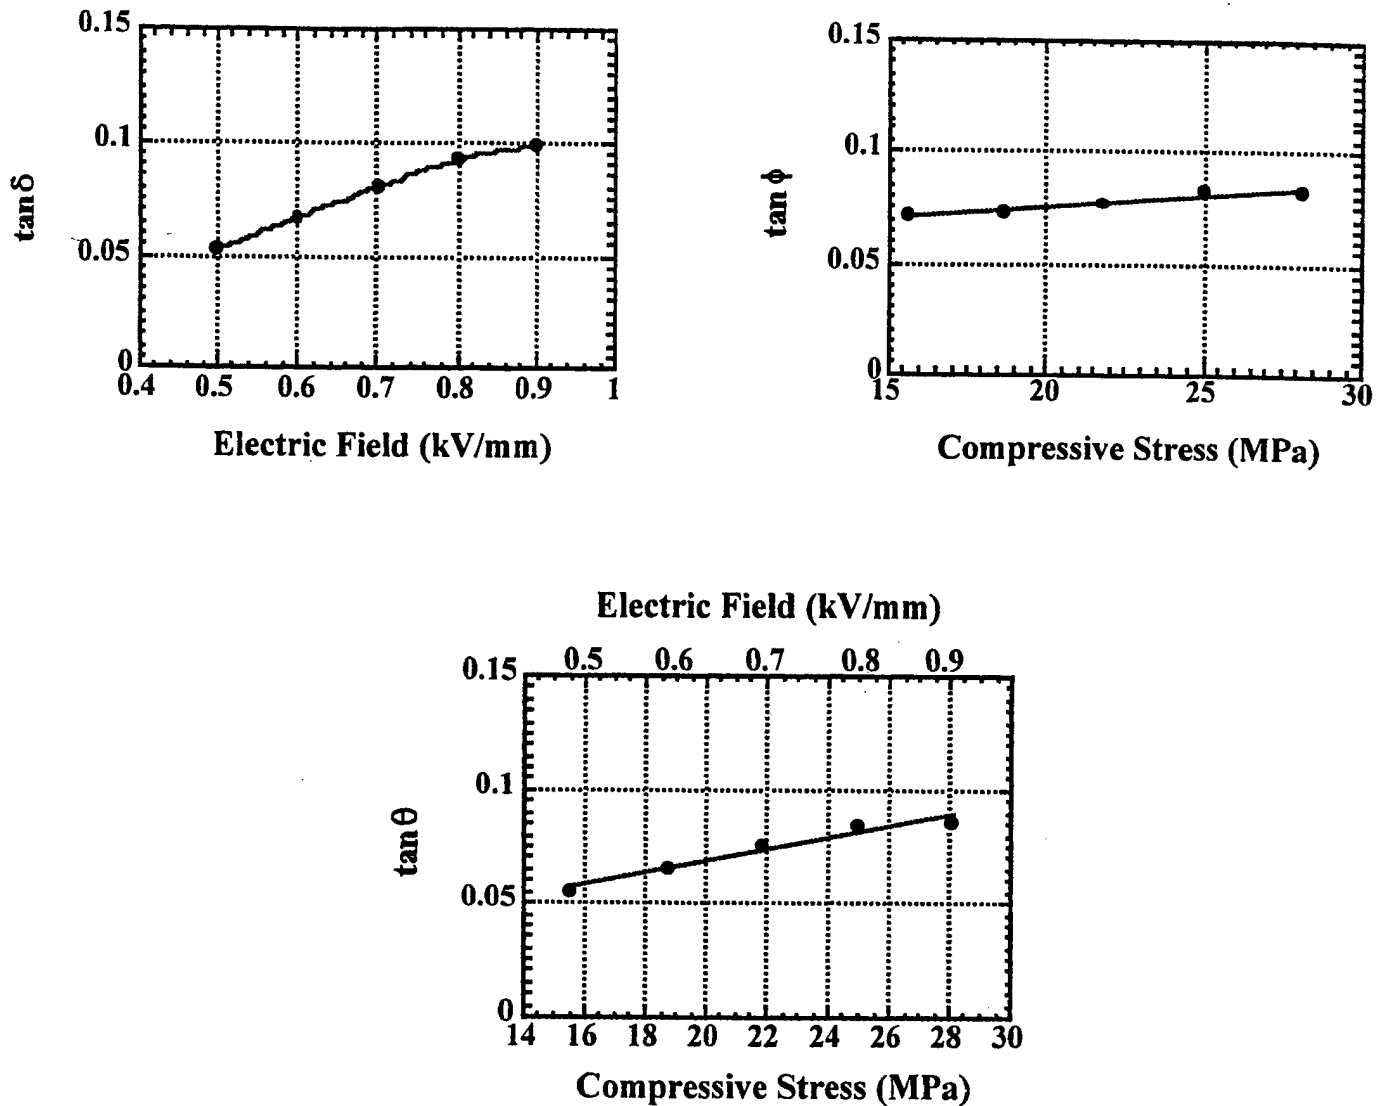 0.15
0.1
0.05
0
tan δ
0.4 0.5 0.6 0.7 0.8 0.9 1
Electric Field (kV/mm)
0.15
0.1
0.05
0
tan ϕ
15 20 25 30
Compressive Stress (MPa)
Electric Field (kV/mm)
0.5 0.6 0.7 0.8 0.9
0.15
0.1
0.05
0
tan θ
14 16 18 20 22 24 26 28 30
Compressive Stress (MPa)